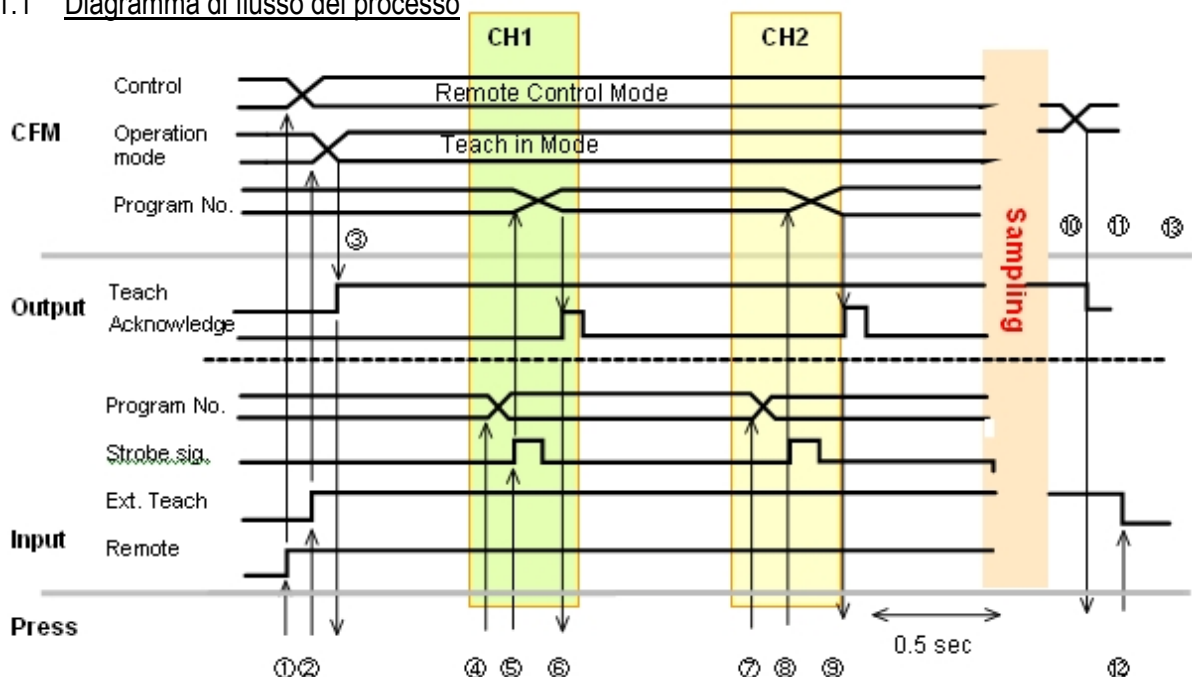 1.1 Diagramma di flusso del processo
CH1
CH2
Control
Remote Control Mode
CFM
Operation
mode
Teach in Mode
Program No.
③
Sampling
⑩
⑪
⑬
Output
Teach
Acknowledge
Program No.
Strobe sig.
Ext. Teach
Input
Remote
Press
0.5 sec
①②
④ ⑤ ⑥
⑦ ⑧ ⑨
⑫